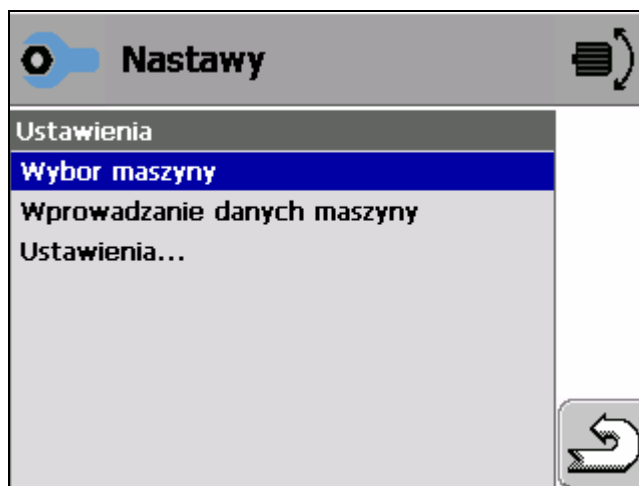 Nastawy
Ustawienia
Wybor maszyny
Wprowadzanie danych maszyny
Ustawienia...